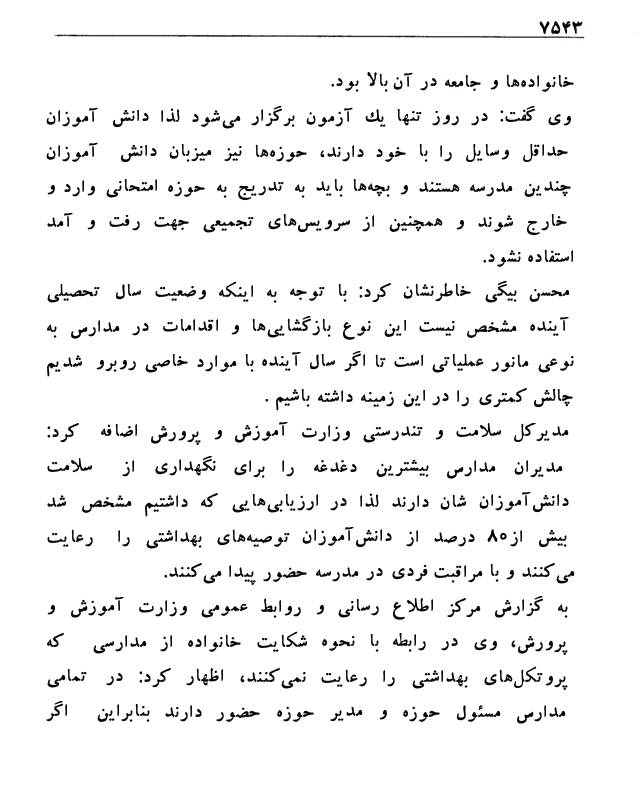 ۷۵۴۳
خانواده‌ها و جامعه در آن بالا بود.
وی گفت: در روز تنها یك آزمون برگزار می‌شود لذا دانش آموزان
حداقل وسایل را با خود دارند، حوزه‌ها نیز میزبان دانش آموزان
چندین مدرسه هستند و بچه‌ها باید به تدریج به حوزه امتحانی وارد و
خارج شوند و همچنین از سرویس‌های تجمیعی جهت رفت و آمد
استفاده نشود.
محسن بیگی خاطرنشان کرد: با توجه به اینکه وضعیت سال تحصیلی
آینده مشخص نیست این نوع بازگشایی‌ها و اقدامات در مدارس به
نوعی مانور عملیاتی است تا اگر سال آینده با موارد خاصی روبرو شدیم
چالش کمتری را در این زمینه داشته باشیم .
مدیرکل سلامت و تندرستی وزارت آموزش و پرورش اضافه کرد:
مدیران مدارس بیشترین دغدغه را برای نگهداری از سلامت
دانش‌آموزان شان دارند لذا در ارزیابی‌هایی که داشتیم مشخص شد
بیش از۸۰ درصد از دانش‌آموزان توصیه‌های بهداشتی را رعایت
می‌کنند و با مراقبت فردی در مدرسه حضور پیدا می‌کنند.
به گزارش مرکز اطلاع رسانی و روابط عمومی وزارت آموزش و
پرورش، وی در رابطه با نحوه شکایت خانواده از مدارسی که
پروتکل‌های بهداشتی را رعایت نمی‌کنند، اظهار کرد: در تمامی
مدارس مسئول حوزه و مدیر حوزه حضور دارند بنابراین اگر